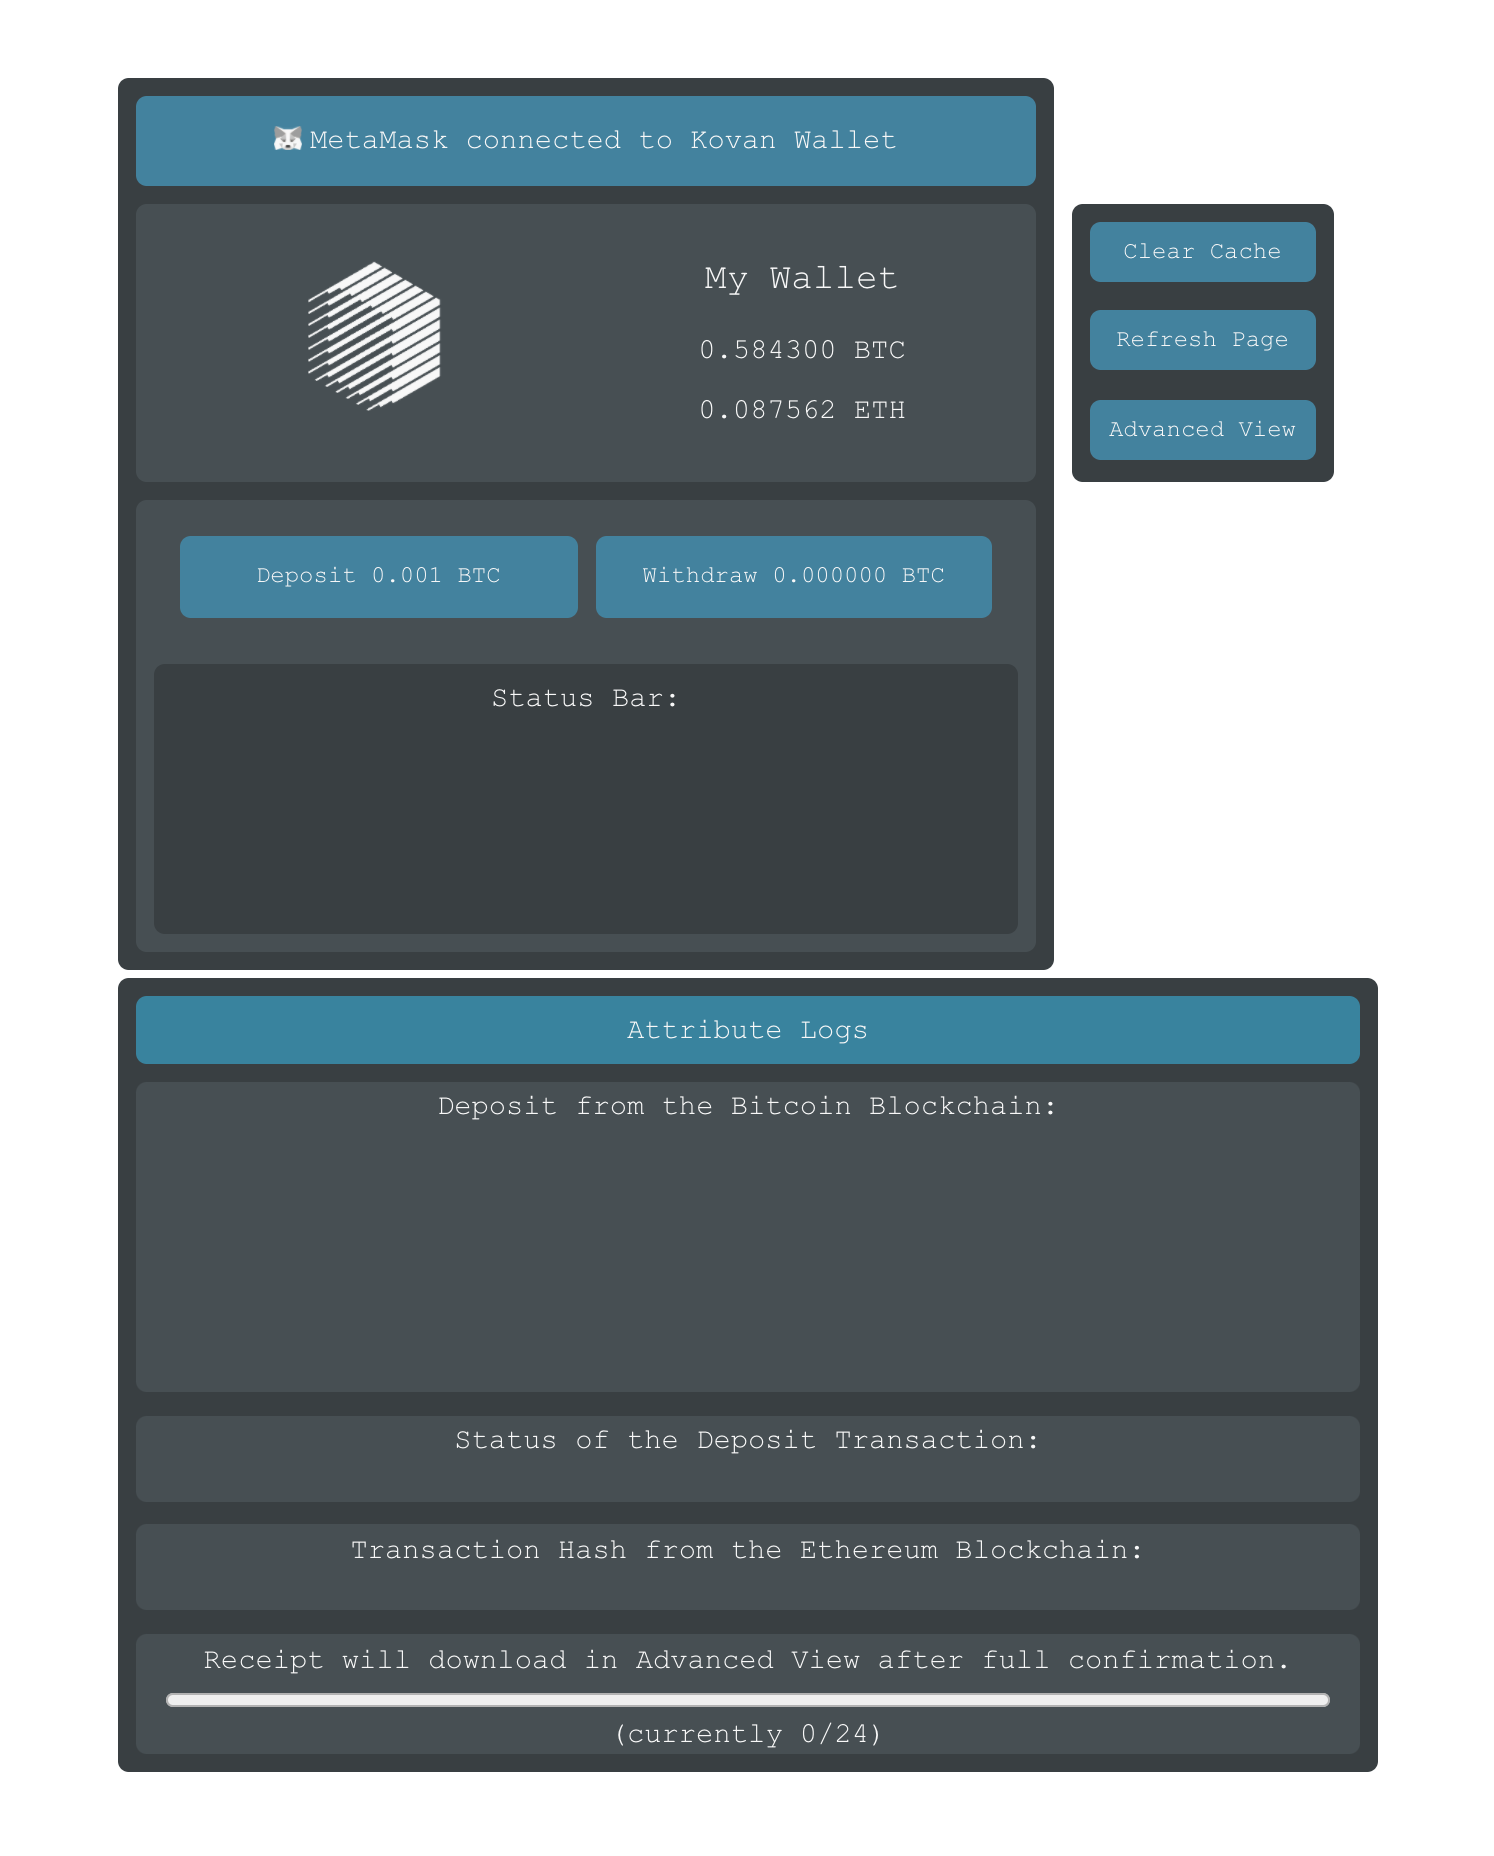 MetaMask connected to Kovan Wallet
My Wallet
0.584300 BTC
0.087562 ETH
Clear Cache
Refresh Page
Advanced View
Deposit 0.001 BTC
Withdraw 0.000000 BTC
Status Bar:
Attribute Logs
Deposit from the Bitcoin Blockchain:
Status of the Deposit Transaction:
Transaction Hash from the Ethereum Blockchain:
Receipt will download in Advanced View after full confirmation.
(currently 0/24)